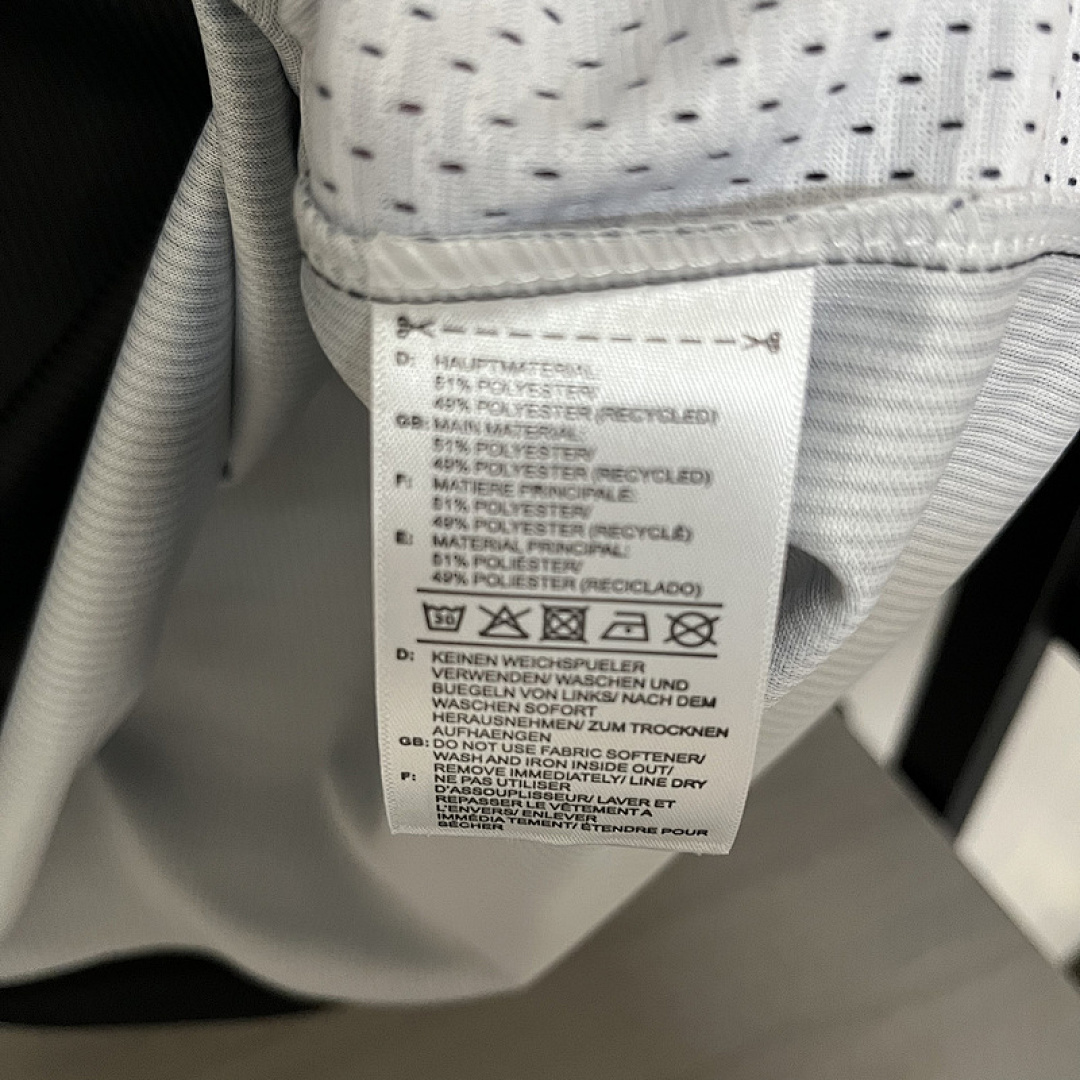 D: HAUPTMATERIAL
51% POLYESTER/
49% POLYESTER (RECYCLED)
GB: MAIN MATERIAL:
51% POLYESTER/
49% POLYESTER (RECYCLED)
F: MATIERE PRINCIPALE:
51% POLYESTER/
49% POLYESTER (RECYCLÉ)
E: MATERIAL PRINCIPAL:
51% POLIÉSTER/
49% POLIESTER (RECICLADO)
30
D: KEINEN WEICHSPUELER
VERWENDEN/ WASCHEN UND
BUEGELN VON LINKS/ NACH DEM
WASCHEN SOFORT
HERAUSNEHMEN/ ZUM TROCKNEN
AUFHAENGEN
GB: DO NOT USE FABRIC SOFTENER/
WASH AND IRON INSIDE OUT/
REMOVE IMMEDIATELY/ LINE DRY
F: NE PAS UTILISER
D'ASSOUPLISSEUR/ LAVER ET
REPASSER LE VÊTEMENT A
L'ENVERS/ ENLEVER
IMMÉDIA TEMENT/ ÉTENDRE POUR
SÉCHER